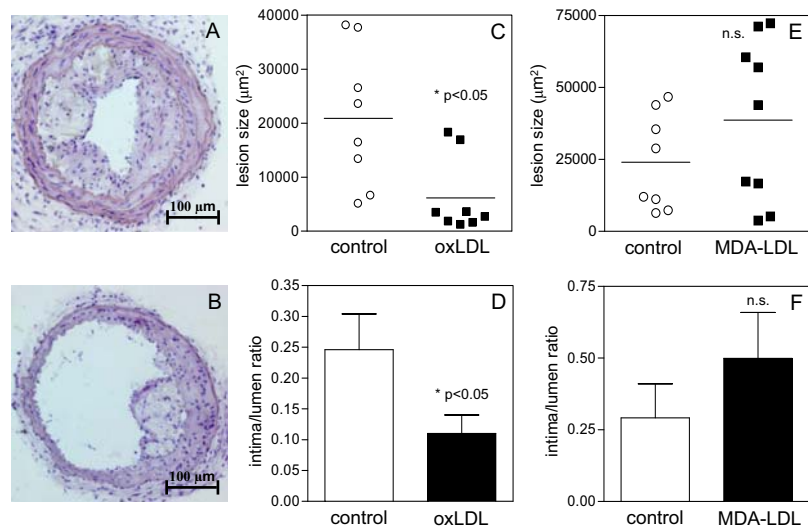 A
100 µm
B
100 µm
C
lesion size (µm²)
40000
30000
20000
10000
0
* p<0.05
control
oxLDL
D
intima/lumen ratio
0.35
0.30
0.25
0.20
0.15
0.10
0.05
0.00
* p<0.05
control
oxLDL
E
lesion size (µm²)
75000
50000
25000
0
n.s.
control
MDA-LDL
F
intima/lumen ratio
0.75
0.50
0.25
0.00
n.s.
control
MDA-LDL